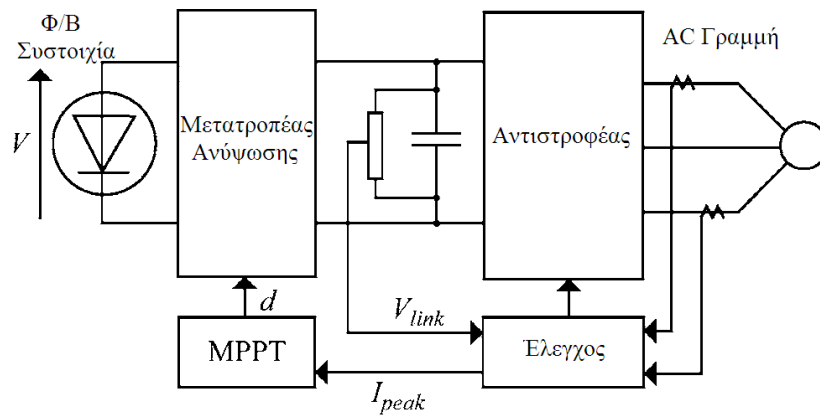 Φ/Β
Συστοιχία
AC Γραμμή
V
Μετατροπέας
Ανύψωσης
Αντιστροφέας
d
V_link
MPPT
Έλεγχος
I_peak